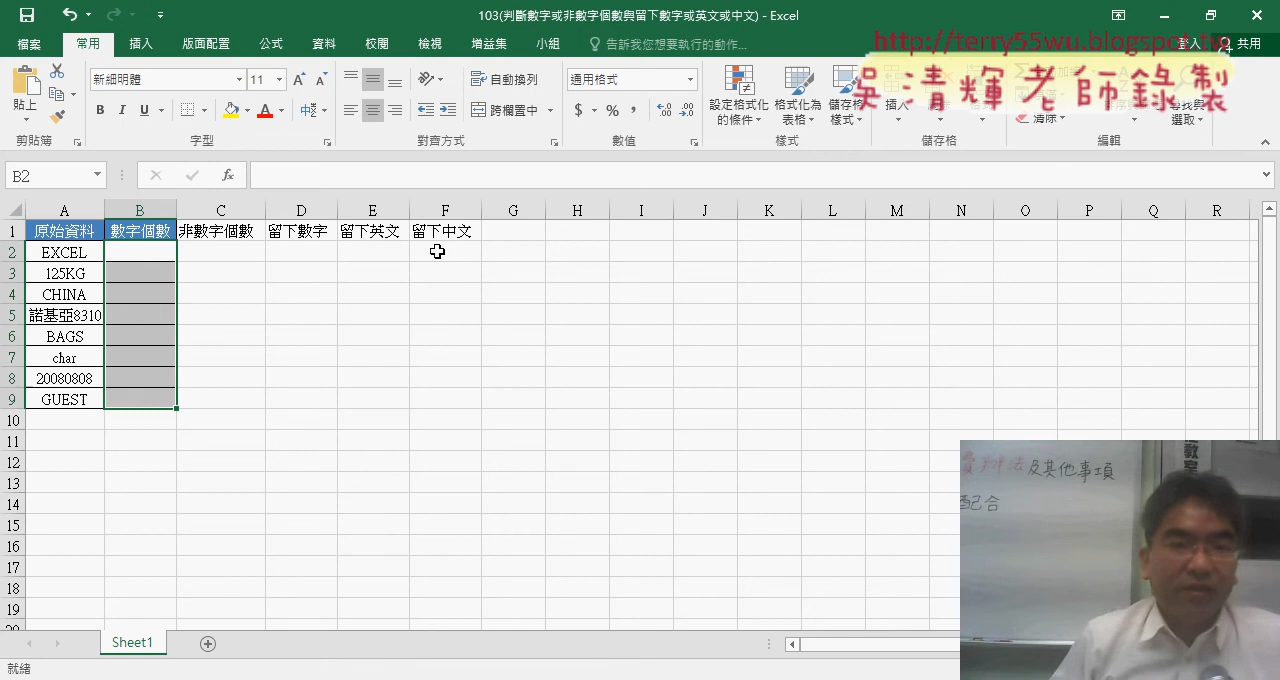 103(判斷數字或非數字個數與留下數字或英文或中文) - Excel
檔案 常用 插入 版面配置 公式 資料 校閱 檢視 增益集 小組 告訴我您想要執行的動作... 登入 共用
http://terry55wu.blogspot.tw
吳清輝老師錄製
貼上 新細明體 11 自動換列 通用格式 設定格式化的條件 格式化為表格 儲存格樣式
B I U A 跨欄置中 $ % , 清除 選取
剪貼簿 字型 對齊方式 數值 樣式 儲存格 編輯
B2 fx
A B C D E F G H I J K L M N O P Q R
1 原始資料 數字個數 非數字個數 留下數字 留下英文 留下中文
2 EXCEL
3 125KG
4 CHINA
5 諾基亞8310
6 BAGS
7 char
8 20080808
9 GUEST
10
11
12
13
14
15
16
17
18
19
及其他事項
配合
Sheet1
就緒